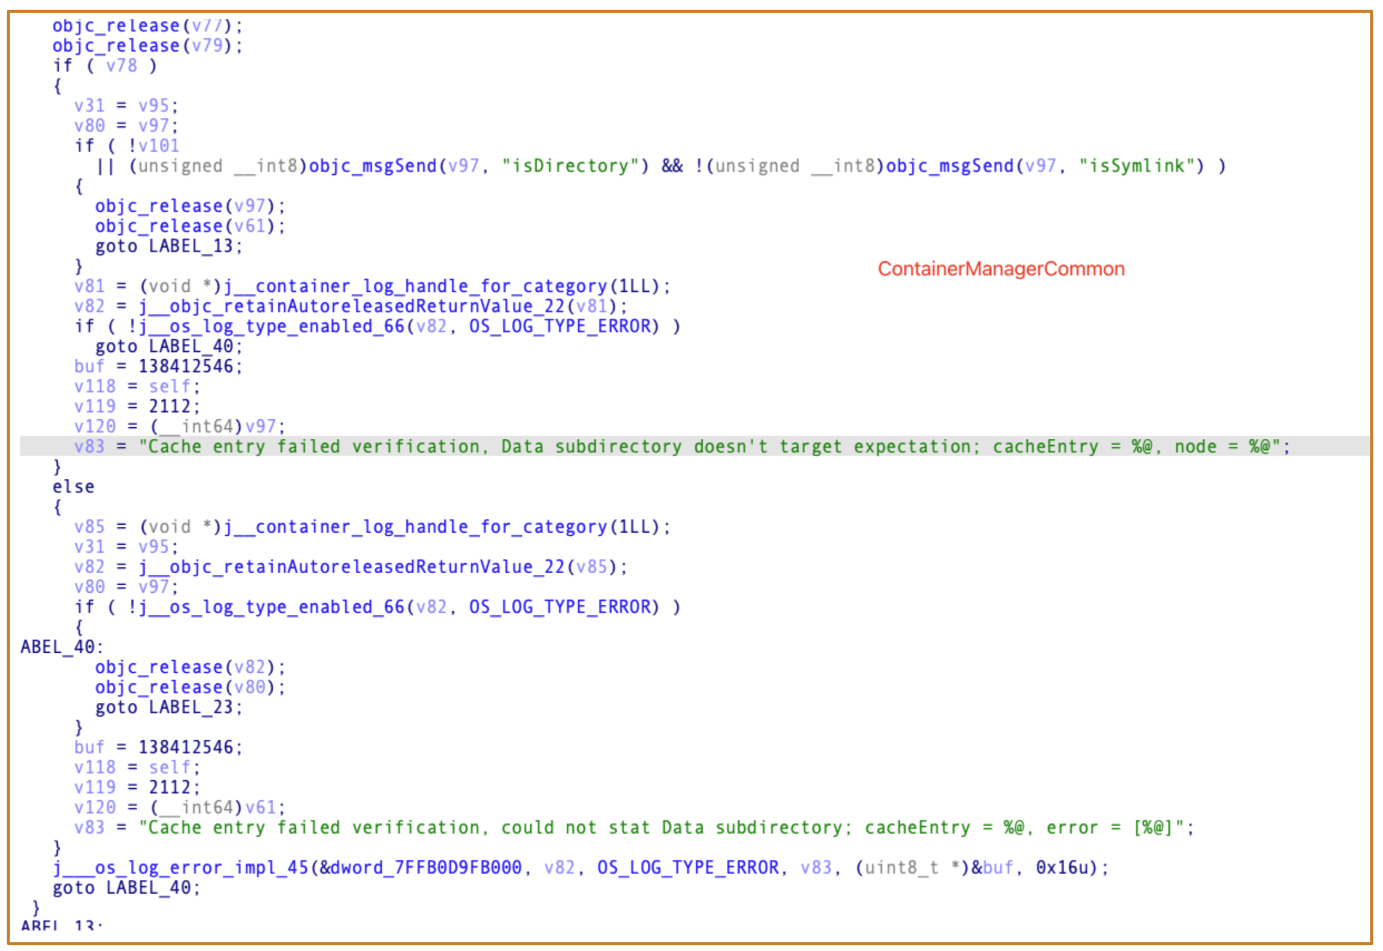 objc_release(v77);
objc_release(v79);
if ( v78 )
{
v31 = v95;
v80 = v97;
if ( !v101
|| (unsigned __int8)objc_msgSend(v97, "isDirectory") && !(unsigned __int8)objc_msgSend(v97, "isSymlink") )
{
objc_release(v97);
objc_release(v61);
goto LABEL_13;
}
ContainerManagerCommon
v81 = (void *)j__container_log_handle_for_category(1LL);
v82 = j__objc_retainAutoreleasedReturnValue_22(v81);
if ( !j__os_log_type_enabled_66(v82, OS_LOG_TYPE_ERROR) )
goto LABEL_40;
buf = 138412546;
v118 = self;
v119 = 2112;
v120 = (__int64)v97;
v83 = "Cache entry failed verification, Data subdirectory doesn't target expectation; cacheEntry = %@, node = %@";
}
else
{
v85 = (void *)j__container_log_handle_for_category(1LL);
v31 = v95;
v82 = j__objc_retainAutoreleasedReturnValue_22(v85);
v80 = v97;
if ( !j__os_log_type_enabled_66(v82, OS_LOG_TYPE_ERROR) )
{
ABEL_40:
objc_release(v82);
objc_release(v80);
goto LABEL_23;
}
buf = 138412546;
v118 = self;
v119 = 2112;
v120 = (__int64)v61;
v83 = "Cache entry failed verification, could not stat Data subdirectory; cacheEntry = %@, error = [%@]";
}
j___os_log_error_impl_45(&dword_7FFB0D9FB000, v82, OS_LOG_TYPE_ERROR, v83, (uint8_t *)&buf, 0x16u);
goto LABEL_40;
}
ABEL_13: